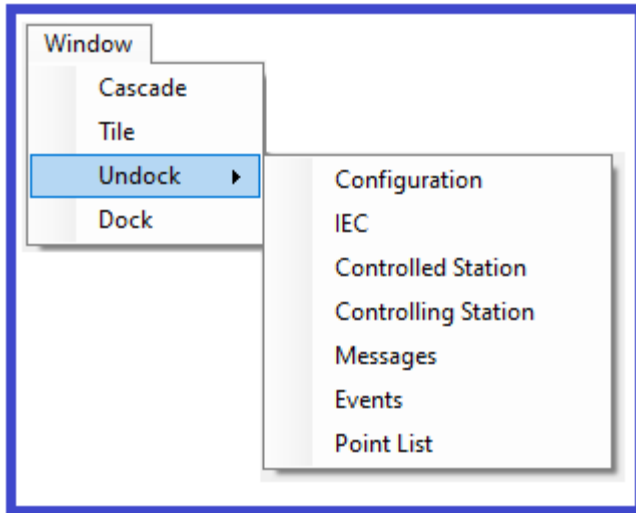 Window
Cascade
Tile
Undock
Dock
Configuration
IEC
Controlled Station
Controlling Station
Messages
Events
Point List